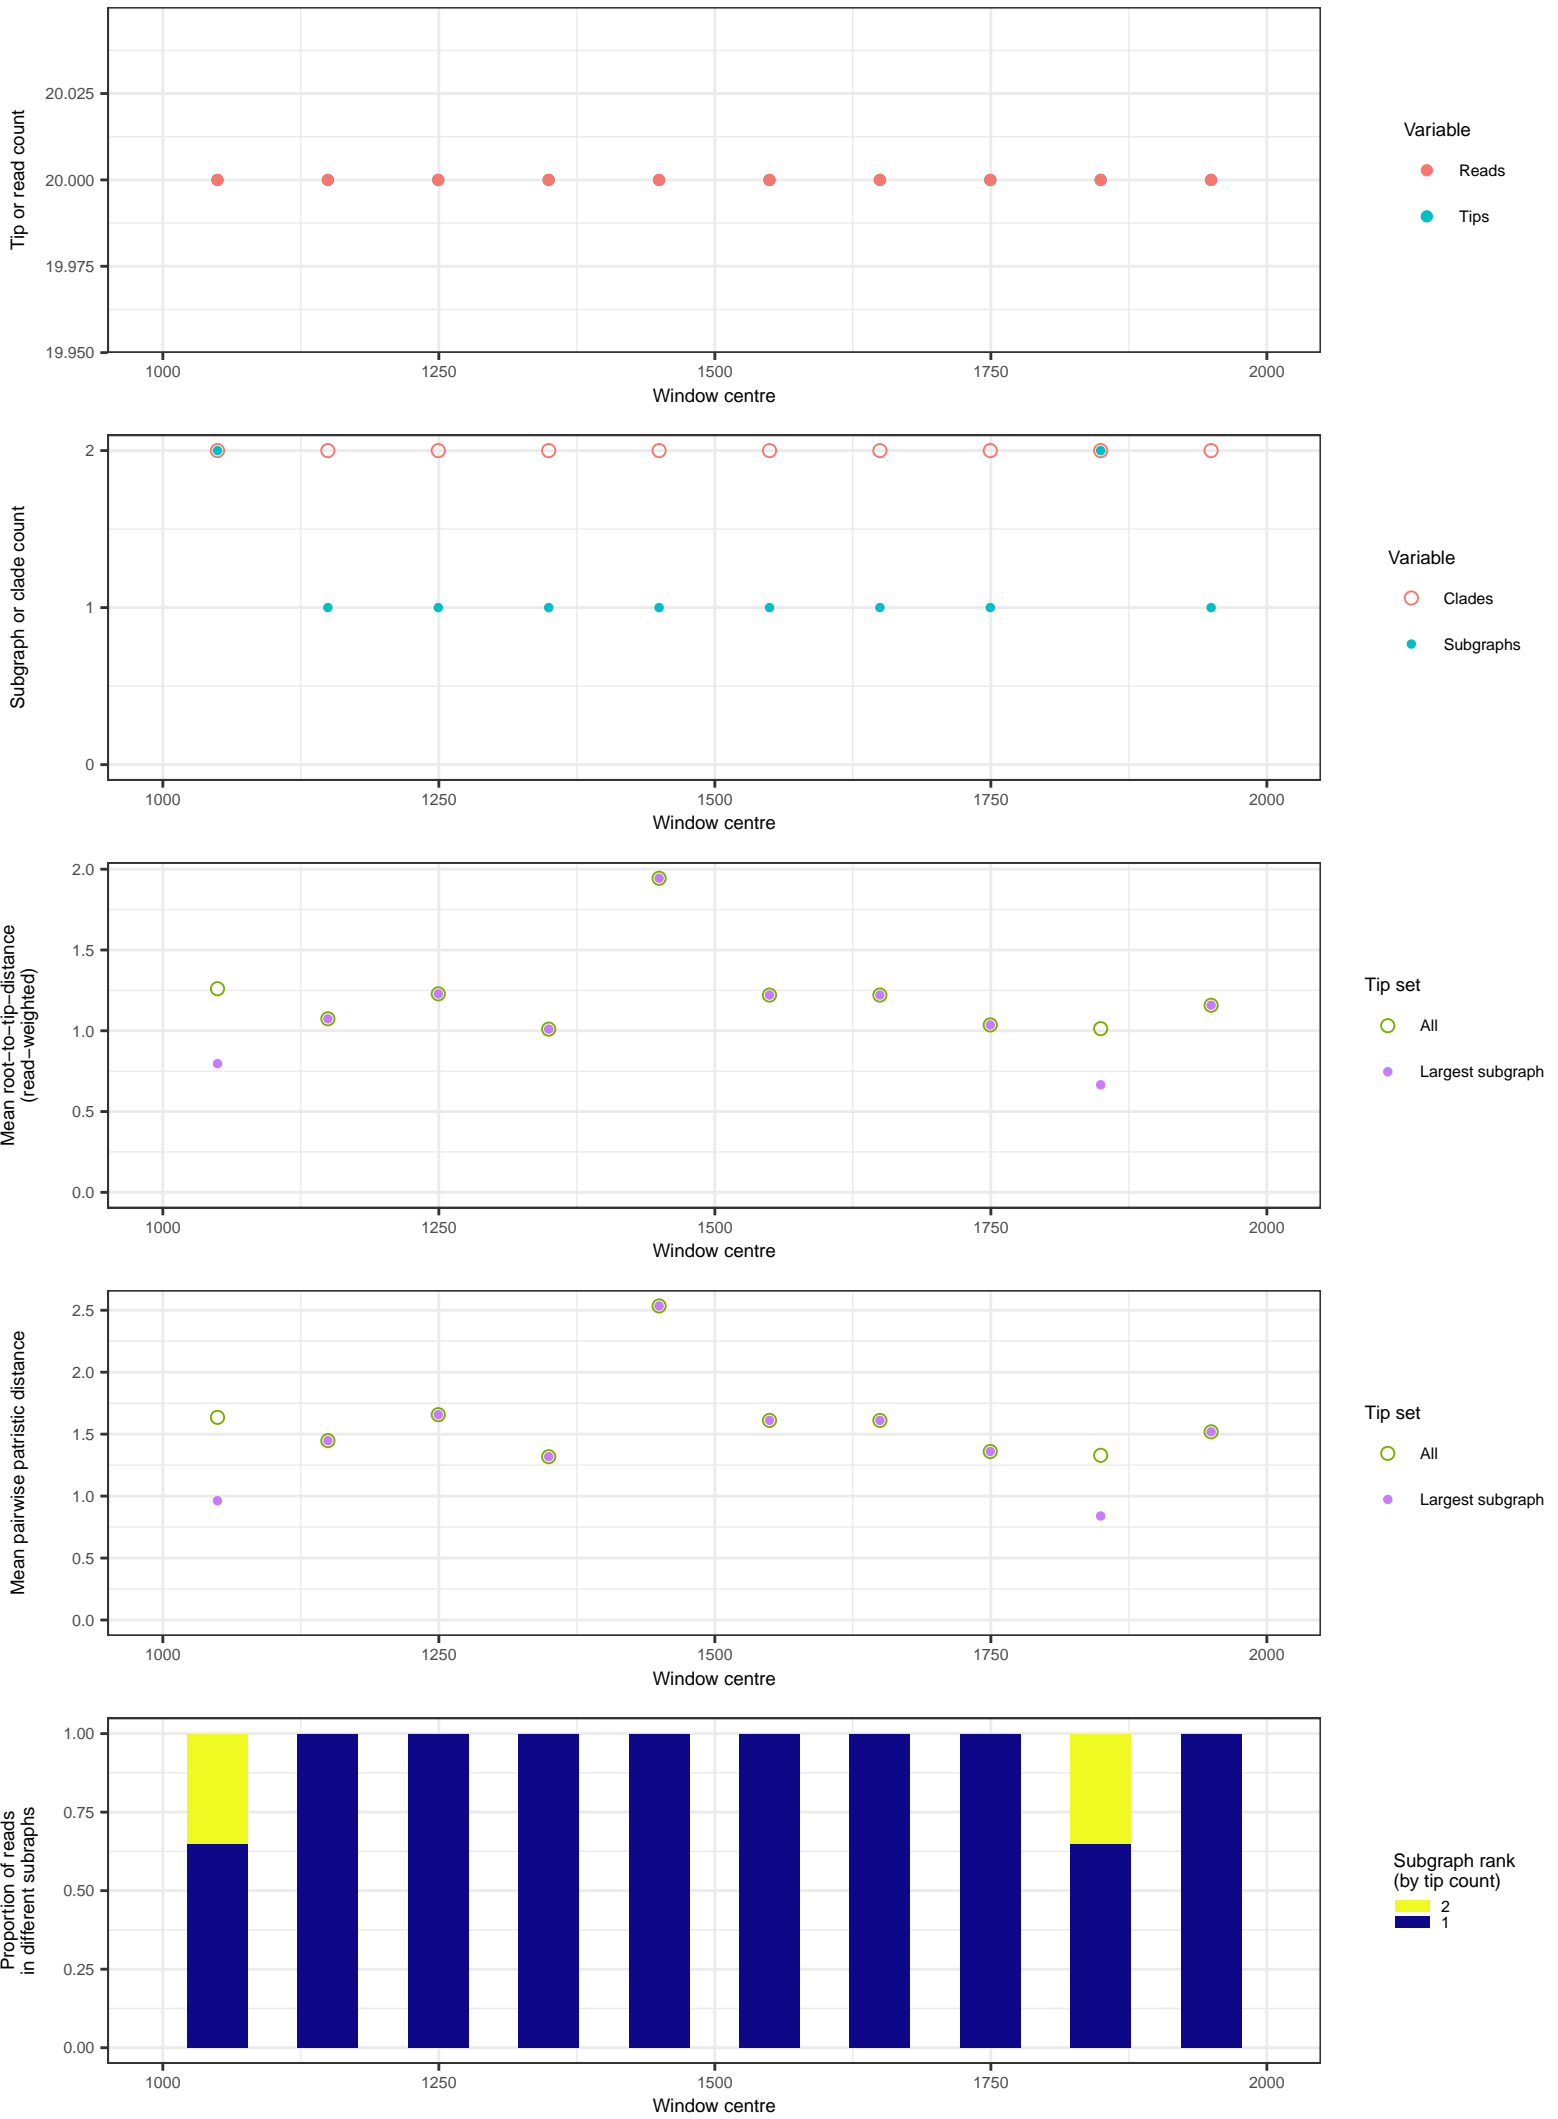 Tip or read count
20.025
20.000
19.975
19.950
1000 1250 1500 1750 2000
Window centre
Variable
Reads
Tips
Subgraph or clade count
2
1
0
1000 1250 1500 1750 2000
Window centre
Variable
Clades
Subgraphs
Mean root−to−tip−distance
(read−weighted)
2.0
1.5
1.0
0.5
0.0
1000 1250 1500 1750 2000
Window centre
Tip set
All
Largest subgraph
Mean pairwise patristic distance
2.5
2.0
1.5
1.0
0.5
0.0
1000 1250 1500 1750 2000
Window centre
Tip set
All
Largest subgraph
Proportion of reads
in different subraphs
1.00
0.75
0.50
0.25
0.00
1000 1250 1500 1750 2000
Window centre
Subgraph rank
(by tip count)
2
1